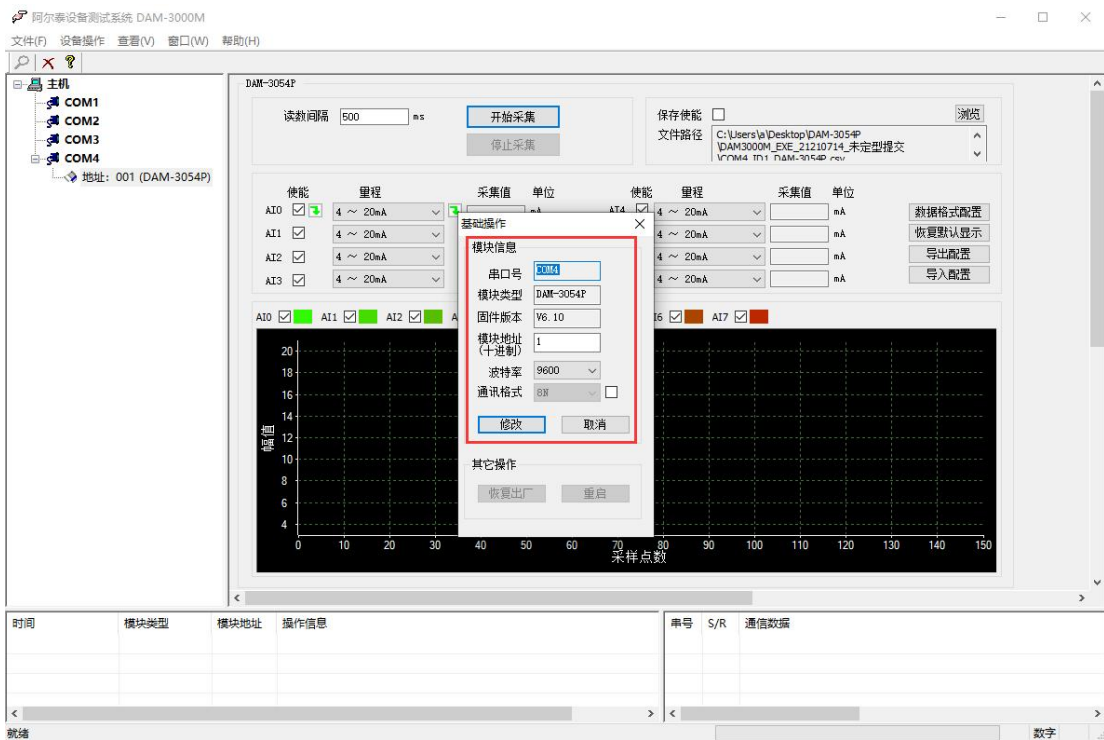 阿尔泰设备测试系统 DAM-3000M
文件(F) 设备操作 查看(V) 窗口(W) 帮助(H)
主机
COM1
COM2
COM3
COM4
地址: 001 (DAM-3054P)
DAM-3054P
读数间隔 500 ms
开始采集
停止采集
保存使能
浏览
文件路径
C:\Users\a\Desktop\DAM-3054P
\DAM3000M_EXE_21210714_未定型提交
\COM4_ID1_DAM-3054P.csv
使能 量程 采集值 单位 使能 量程 采集值 单位
AI0 4 ~ 20mA mA AI4 4 ~ 20mA mA 数据格式配置
AI1 4 ~ 20mA 4 ~ 20mA mA 恢复默认显示
AI2 4 ~ 20mA 4 ~ 20mA mA 导出配置
AI3 4 ~ 20mA 4 ~ 20mA mA 导入配置
基础操作
模块信息
串口号 COM4
模块类型 DAM-3054P
固件版本 V6.10
模块地址 (十进制) 1
波特率 9600
通讯格式 8N
修改 取消
其它操作
恢复出厂 重启
AI0 AI1 AI2 AI7
幅值
20
18
16
14
12
10
8
6
4
0 10 20 30 40 50 60 70 80 90 100 110 120 130 140 150
采样点数
时间 模块类型 模块地址 操作信息
串号 S/R 通信数据
就绪
数字